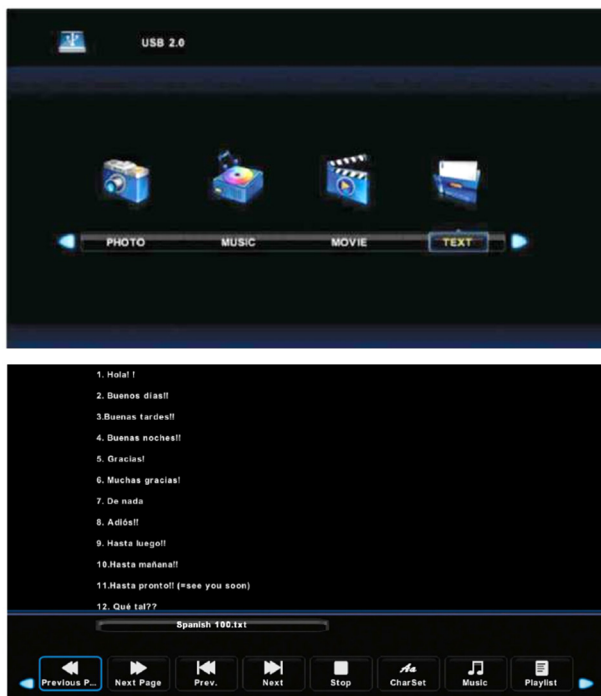 USB 2.0
PHOTO MUSIC MOVIE TEXT
1. Hola! !
2. Buenos dias!!
3.Buenas tardes!!
4. Buenas noches!!
5. Gracias!
6. Muchas gracias!
7. De nada
8. Adiós!!
9. Hasta luego!!
10.Hasta mañana!!
11.Hasta pronto!! (=see you soon)
12. Qué tal??
Spanish 100.txt
Aa
Previous P... Next Page Prev. Next Stop CharSet Music Playlist